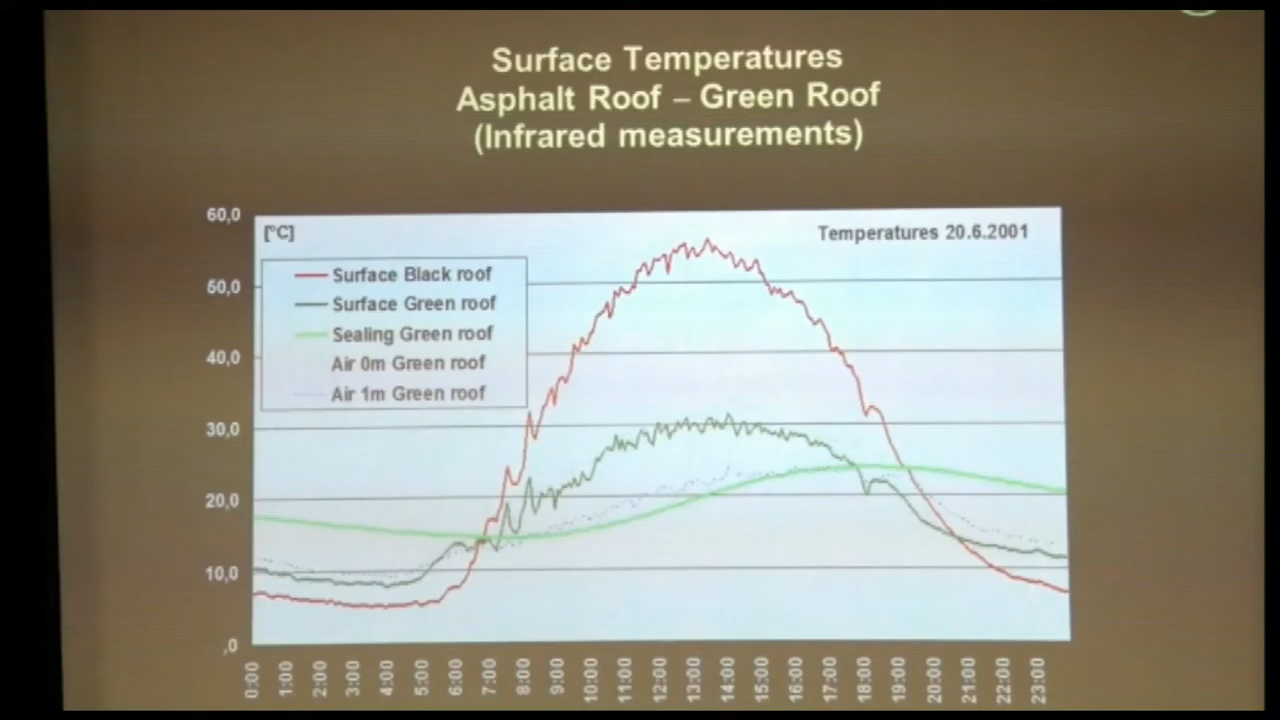 Surface Temperatures
Asphalt Roof – Green Roof
(Infrared measurements)
60,0
[°C]
Temperatures 20.6.2001
Surface Black roof
50,0
Surface Green roof
Sealing Green roof
40,0
Air 0m Green roof
Air 1m Green roof
30,0
20,0
10,0
,0
0:00 1:00 2:00 3:00 4:00 5:00 6:00 7:00 8:00 9:00 10:00 11:00 12:00 13:00 14:00 15:00 16:00 17:00 18:00 19:00 20:00 21:00 22:00 23:00